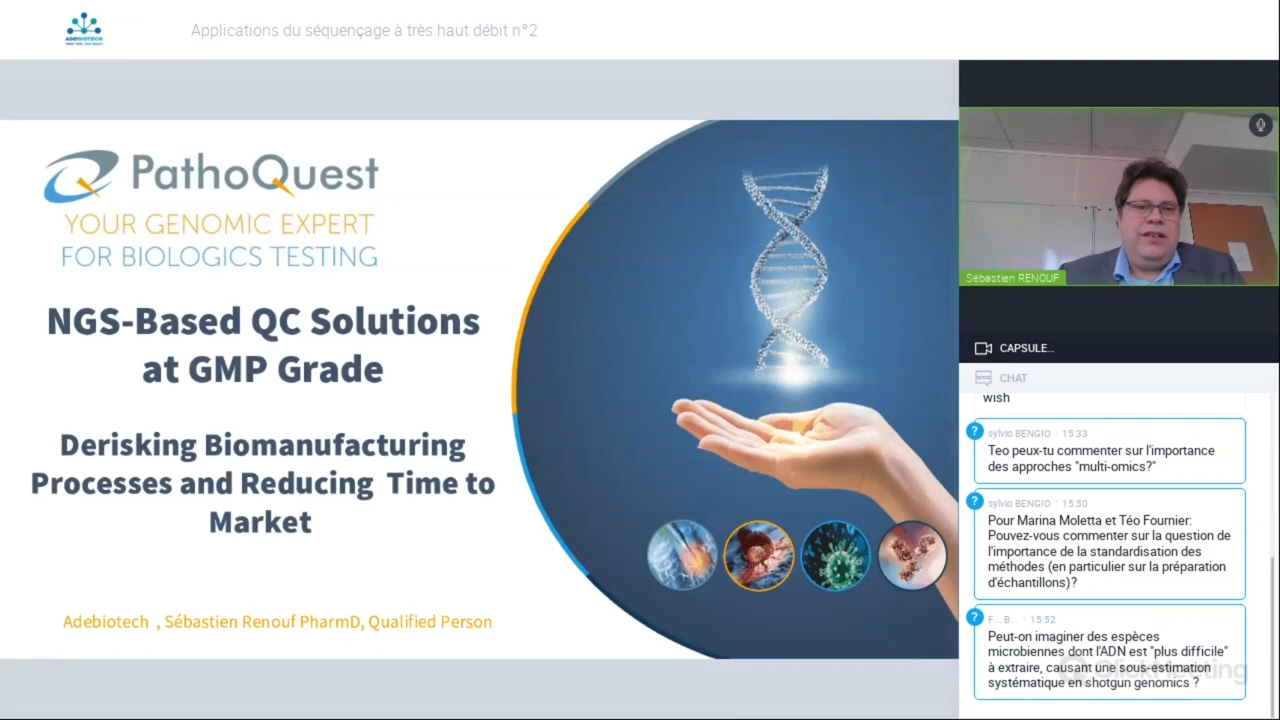 ADEBIOTECH
Applications du séquençage à très haut débit n°2
PathoQuest
YOUR GENOMIC EXPERT
FOR BIOLOGICS TESTING
NGS-Based QC Solutions
at GMP Grade
Derisking Biomanufacturing
Processes and Reducing Time to
Market
Adebiotech , Sébastien Renouf PharmD, Qualified Person
Sébastien RENOUF
CAPSULE...
CHAT
wish
? sylvio BENGIO 15:33
Teo peux-tu commenter sur l'importance
des approches "multi-omics?"
? sylvio BENGIO 15:50
Pour Marina Moletta et Téo Fournier:
Pouvez-vous commenter sur la question de
l'importance de la standardisation des
méthodes (en particulier sur la préparation
d'échantillons)?
? F... B... 15:52
Peut-on imaginer des espèces
microbiennes dont l'ADN est "plus difficile"
à extraire, causant une sous-estimation
systématique en shotgun genomics ?
ClickMeeting